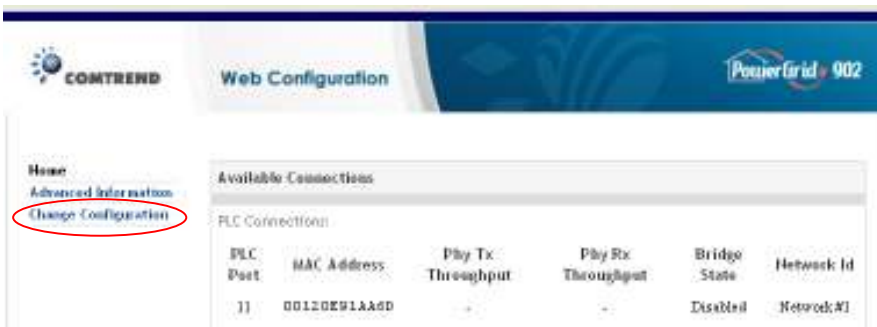 COMTREND
Web Configuration
PowerGrid 902
Home
Advanced Information
Change Configuration
Available Connections
PLC Connections:
PLC Port MAC Address Phy Tx Throughput Phy Rx Throughput Bridge State Network Id
11 00120E91AA6D - - Disabled Network#1